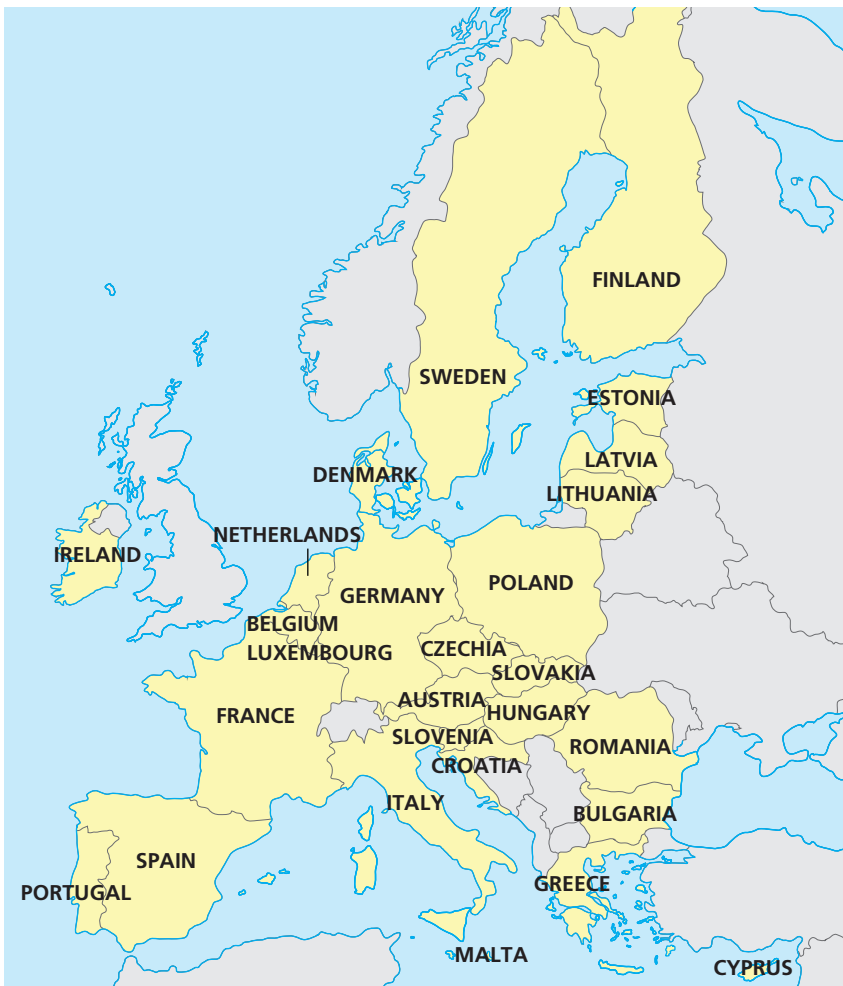 FINLAND
SWEDEN
ESTONIA
LATVIA
DENMARK
LITHUANIA
NETHERLANDS
IRELAND
POLAND
GERMANY
BELGIUM
CZECHIA
LUXEMBOURG
SLOVAKIA
AUSTRIA
HUNGARY
FRANCE
SLOVENIA
ROMANIA
CROATIA
ITALY
BULGARIA
SPAIN
GREECE
PORTUGAL
MALTA
CYPRUS